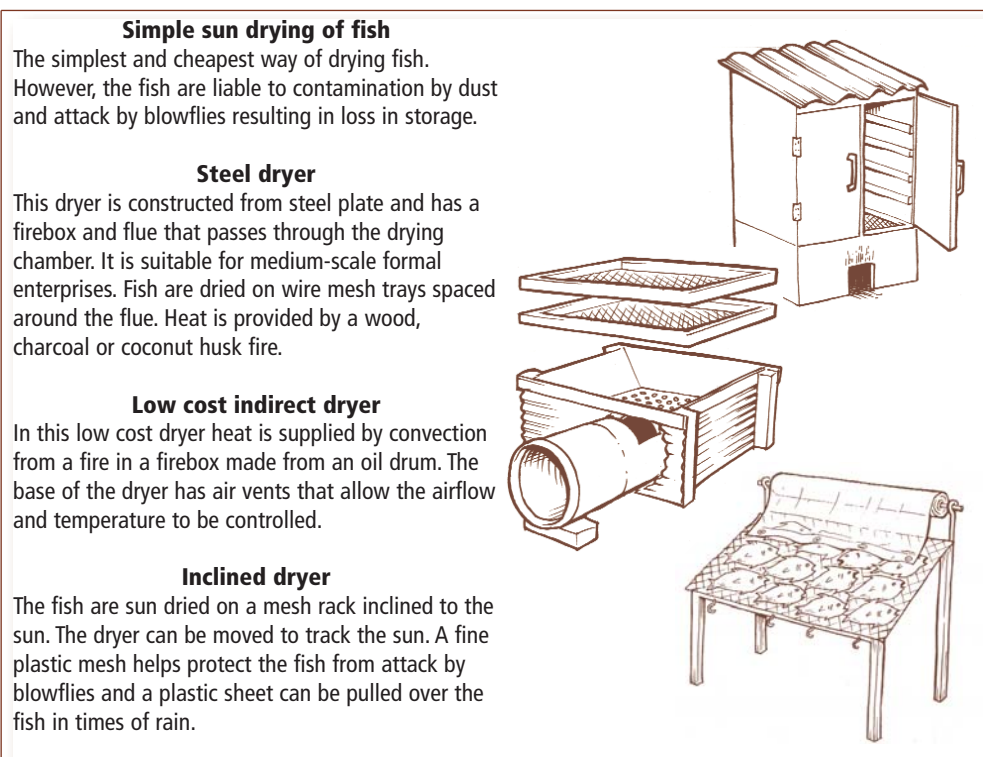 Simple sun drying of fish
The simplest and cheapest way of drying fish.
However, the fish are liable to contamination by dust
and attack by blowflies resulting in loss in storage.
Steel dryer
This dryer is constructed from steel plate and has a
firebox and flue that passes through the drying
chamber. It is suitable for medium-scale formal
enterprises. Fish are dried on wire mesh trays spaced
around the flue. Heat is provided by a wood,
charcoal or coconut husk fire.
Low cost indirect dryer
In this low cost dryer heat is supplied by convection
from a fire in a firebox made from an oil drum. The
base of the dryer has air vents that allow the airflow
and temperature to be controlled.
Inclined dryer
The fish are sun dried on a mesh rack inclined to the
sun. The dryer can be moved to track the sun. A fine
plastic mesh helps protect the fish from attack by
blowflies and a plastic sheet can be pulled over the
fish in times of rain.